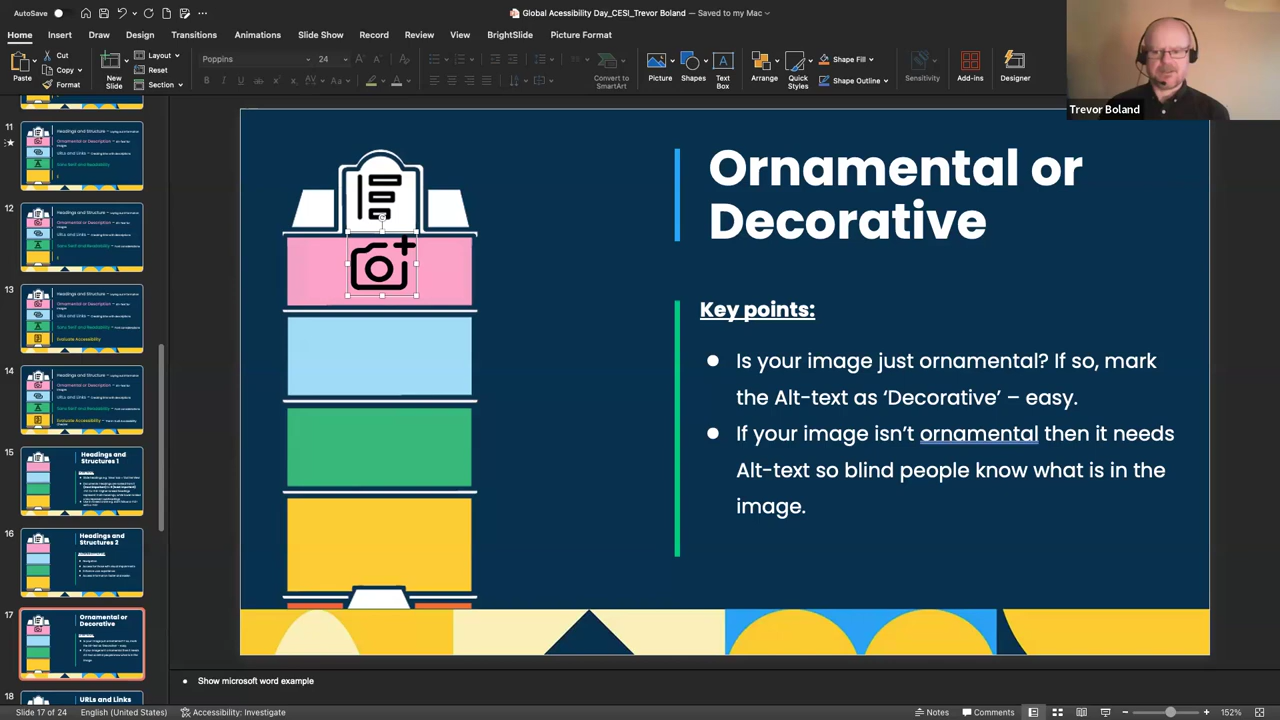 AutoSave
Global Acessibility Day_CESI_Trevor Boland — Saved to my Mac
Home Insert Draw Design Transitions Animations Slide Show Record Review View BrightSlide Picture Format
Paste
Cut
Copy
Format
New
Slide
Layout
Reset
Section
Poppins
24
Convert to
SmartArt
Picture
Shapes
Text
Box
Arrange
Quick
Styles
Shape Fill
Shape Outline
Sensitivity
Add-ins
Designer
Trevor Boland
11
12
13
14
15
Headings and
Structures 1
16
Headings and
Structures 2
17
Ornamental or
Decorative
18
URLs and Links
Ornamental or
Decorative
Key points:
Is your image just ornamental? If so, mark
the Alt-text as ‘Decorative’ – easy.
If your image isn’t ornamental then it needs
Alt-text so blind people know what is in the
image.
Show microsoft word example
Slide 17 of 24 English (United States) Accessibility: Investigate Notes Comments 152%